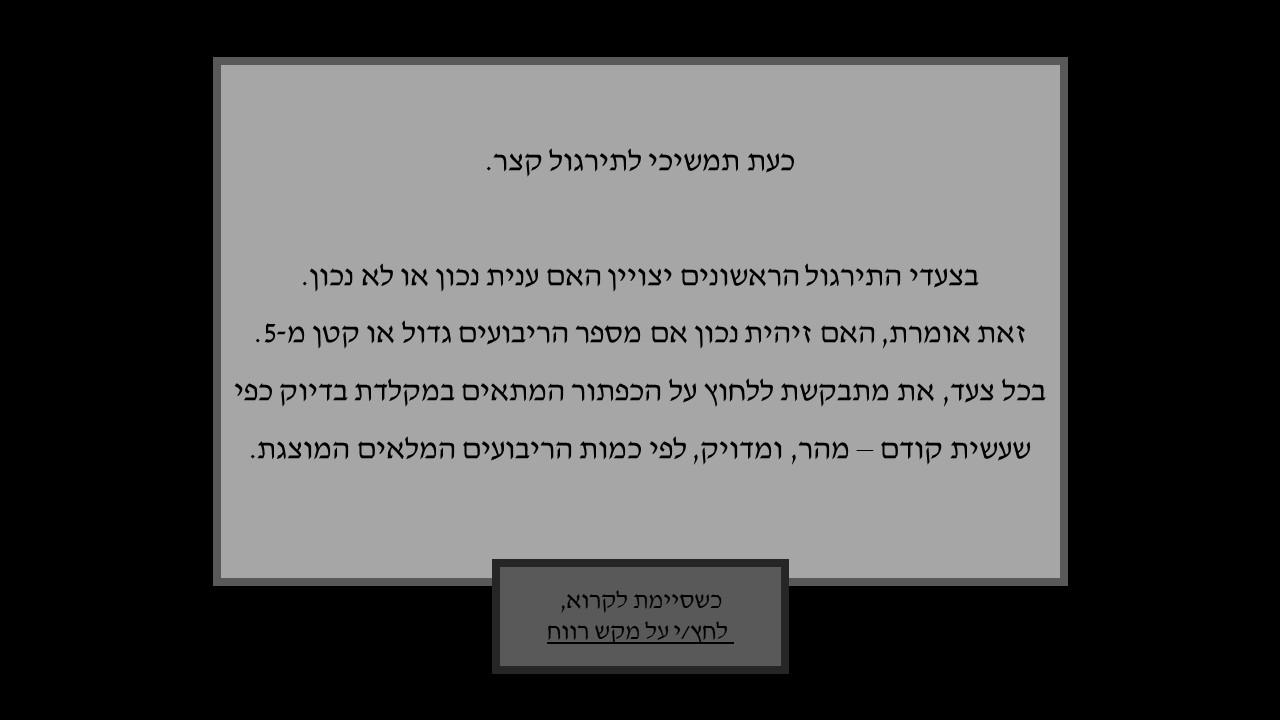 כעת תמשיכי לתירגול קצר.
בצעדי התירגול הראשונים יצויין האם ענית נכון או לא נכון.
זאת אומרת, האם זיהית נכון אם מספר הריבועים גדול או קטן מ-5.
בכל צעד, את מתבקשת ללחוץ על הכפתור המתאים במקלדת בדיוק כפי
שעשית קודם – מהר, ומדויק, לפי כמות הריבועים המלאים המוצגת.
כשסיימת לקרוא,
לחץ/י על מקש רווח